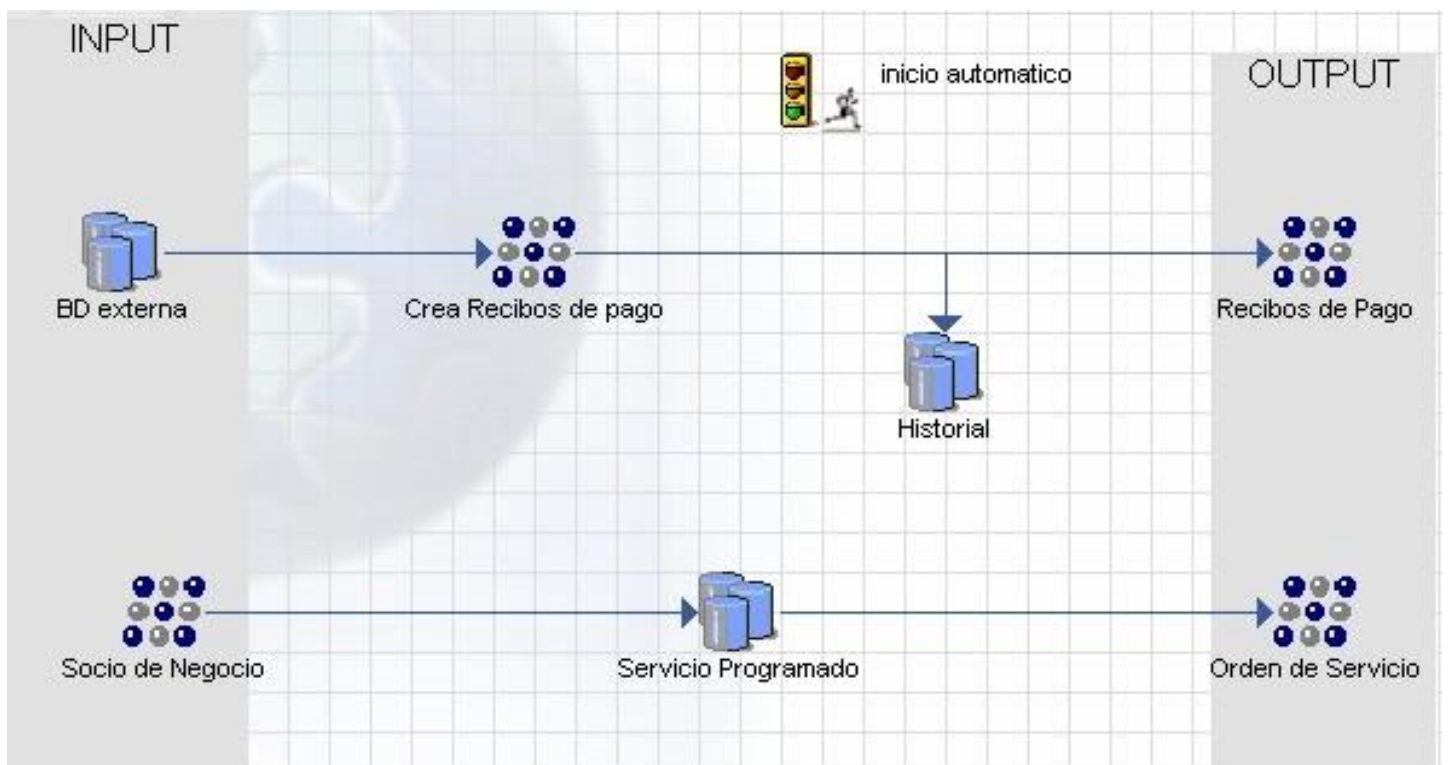 INPUT
inicio automatico
OUTPUT
BD externa
Crea Recibos de pago
Recibos de Pago
Historial
Socio de Negocio
Servicio Programado
Orden de Servicio